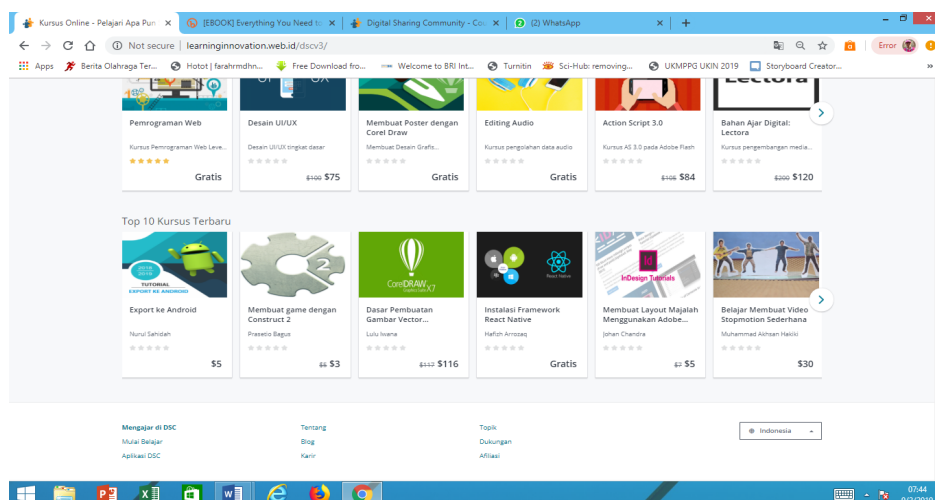 Kursus Online - Pelajari Apa Pun
[EBOOK] Everything You Need to
Digital Sharing Community - Cou
(2) WhatsApp
Not secure | learninginnovation.web.id/dscv3/
Error
Apps
Berita Olahraga Ter...
Hotot | farahrmdhn...
Free Download fro...
Welcome to BRI Int...
Turnitin
Sci-Hub: removing...
UKMPPG UKIN 2019
Storyboard Creator...
»
Pemrograman Web
Kursus Pemrograman Web Leve...
Gratis
UI UX
Desain UI/UX
Desain UI/UX tingkat dasar
$100 $75
Membuat Poster dengan
Corel Draw
Membuat Desain Grafis...
Gratis
Editing Audio
Kursus pengolahan data audio
Gratis
Action Script 3.0
Kursus AS 3.0 pada Adobe Flash
$105 $84
Lectora
Bahan Ajar Digital:
Lectora
Kursus pengembangan media...
$200 $120
Top 10 Kursus Terbaru
TUTORIAL
EXPORT KE ANDROID
Export ke Android
Nurul Sahidah
$5
2
Membuat game dengan
Construct 2
Prasetio Bagus
$5 $3
CorelDRAW X7
Dasar Pembuatan
Gambar Vector...
Lulu Iwana
$117 $116
React Native
Instalasi Framework
React Native
Hafizh Arrozaq
Gratis
Id
InDesign Tutorials
Membuat Layout Majalah
Menggunakan Adobe...
Johan Chandra
$7 $5
Belajar Membuat Video
Stopmotion Sederhana
Muhammad Akhsan Hakiki
$30
Mengajar di DSC
Mulai Belajar
Aplikasi DSC
Tentang
Blog
Karir
Topik
Dukungan
Afiliasi
Indonesia
07:44